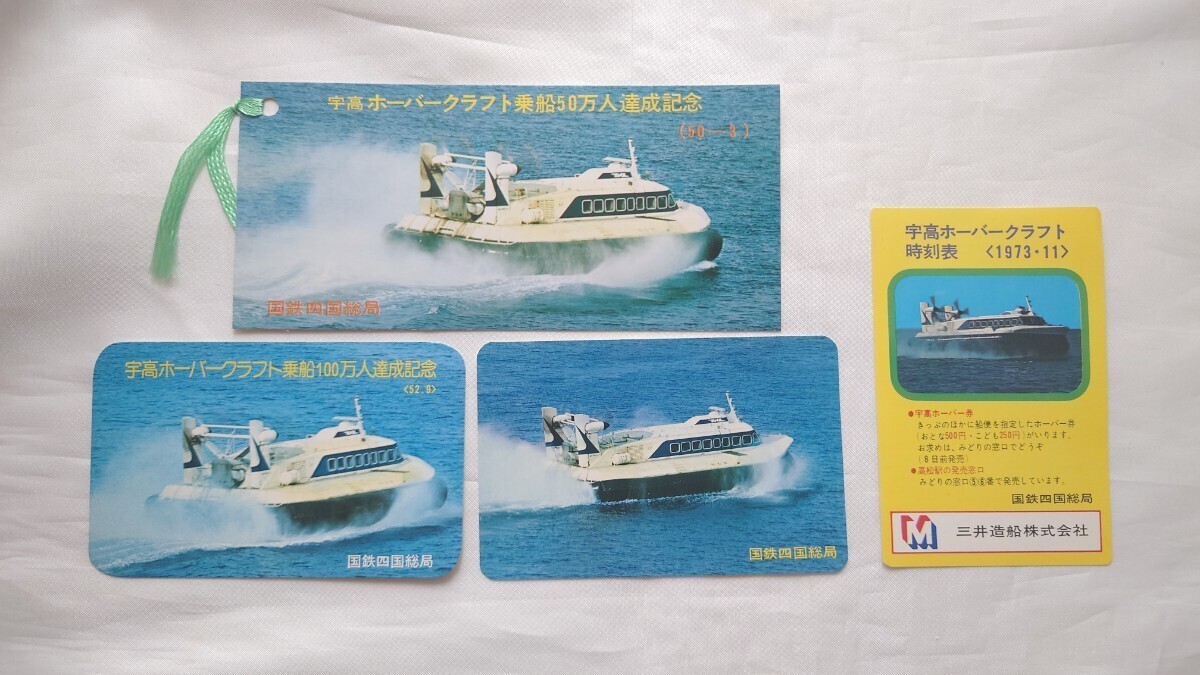 宇高ホーバークラフト乗船50万人達成記念
(50-3)
国鉄四国総局
宇高ホーバークラフト乗船100万人達成記念
<52.9>
国鉄四国総局
国鉄四国総局
宇高ホーバークラフト
時刻表 <1973・11>
●宇高ホーバー券
きっぷのほかに船便を指定したホーバー券
(おとな500円・こども250円)がいります。
お求めは、みどりの窓口でどうぞ
(8日前発売)
●高松駅の発売窓口
みどりの窓口⑤⑥番で発売しています。
国鉄四国総局
M 三井造船株式会社